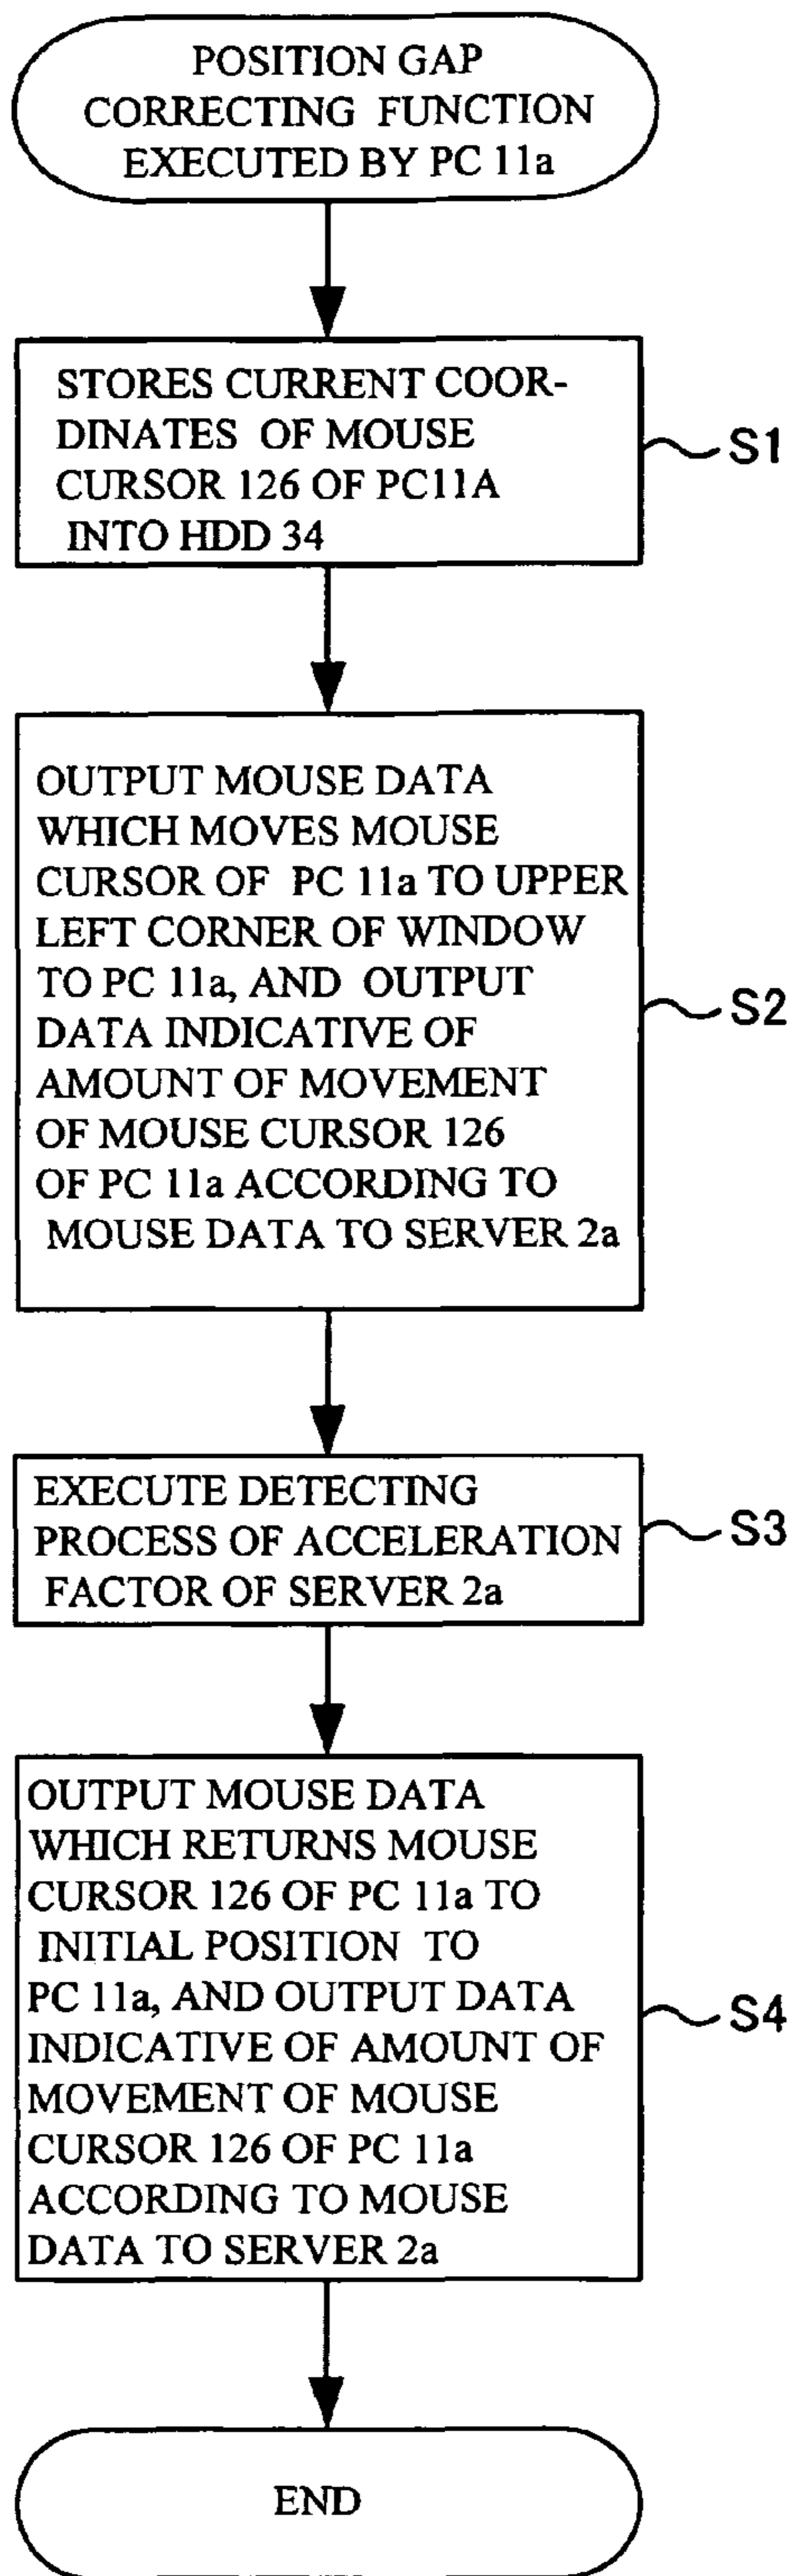 POSITION GAP
CORRECTING FUNCTION
EXECUTED BY PC 11a
STORES CURRENT COOR-
DINATES OF MOUSE
CURSOR 126 OF PC11A
INTO HDD 34
S1
OUTPUT MOUSE DATA
WHICH MOVES MOUSE
CURSOR OF PC 11a TO UPPER
LEFT CORNER OF WINDOW
TO PC 11a, AND OUTPUT
DATA INDICATIVE OF
AMOUNT OF MOVEMENT
OF MOUSE CURSOR 126
OF PC 11a ACCORDING TO
MOUSE DATA TO SERVER 2a
S2
EXECUTE DETECTING
PROCESS OF ACCELERATION
FACTOR OF SERVER 2a
S3
OUTPUT MOUSE DATA
WHICH RETURNS MOUSE
CURSOR 126 OF PC 11a TO
INITIAL POSITION TO
PC 11a, AND OUTPUT DATA
INDICATIVE OF AMOUNT OF
MOVEMENT OF MOUSE
CURSOR 126 OF PC 11a
ACCORDING TO MOUSE
DATA TO SERVER 2a
S4
END